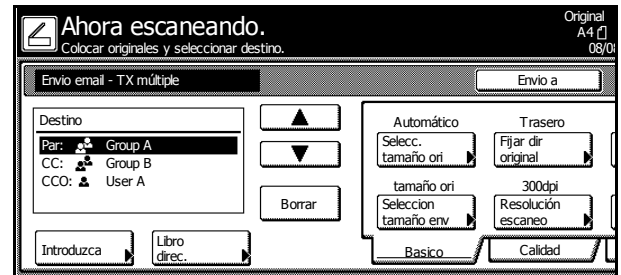 Ahora escaneando.
Colocar originales y seleccionar destino.
Original
A4
08/0
Envio email - TX múltiple
Envio a
Destino
Par: Group A
CC: Group B
CCO: User A
Borrar
Introduzca
Libro
direc.
Automático
Selecc.
tamaño ori
Trasero
Fijar dir
original
tamaño ori
Seleccion
tamaño env
300dpi
Resolución
escaneo
Basico
Calidad